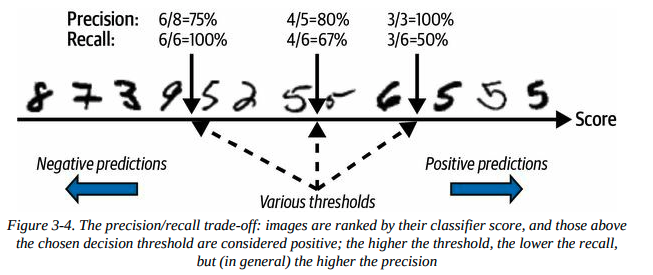 Precision: 6/8=75% 4/5=80% 3/3=100%
Recall: 6/6=100% 4/6=67% 3/6=50%
8 7 3 9 5 2 5 5 6 5 5 5
Score
Negative predictions Positive predictions
Various thresholds
Figure 3-4. The precision/recall trade-off: images are ranked by their classifier score, and those above
the chosen decision threshold are considered positive; the higher the threshold, the lower the recall,
but (in general) the higher the precision